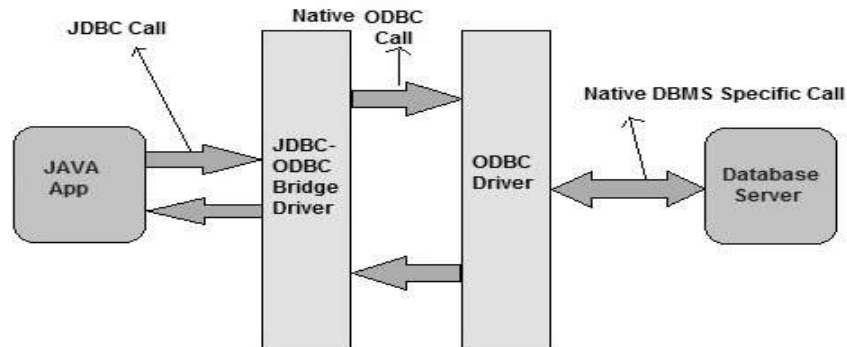 Native ODBC
Call
JDBC Call
Native DBMS Specific Call
JAVA
App
JDBC-
ODBC
Bridge
Driver
ODBC
Driver
Database
Server